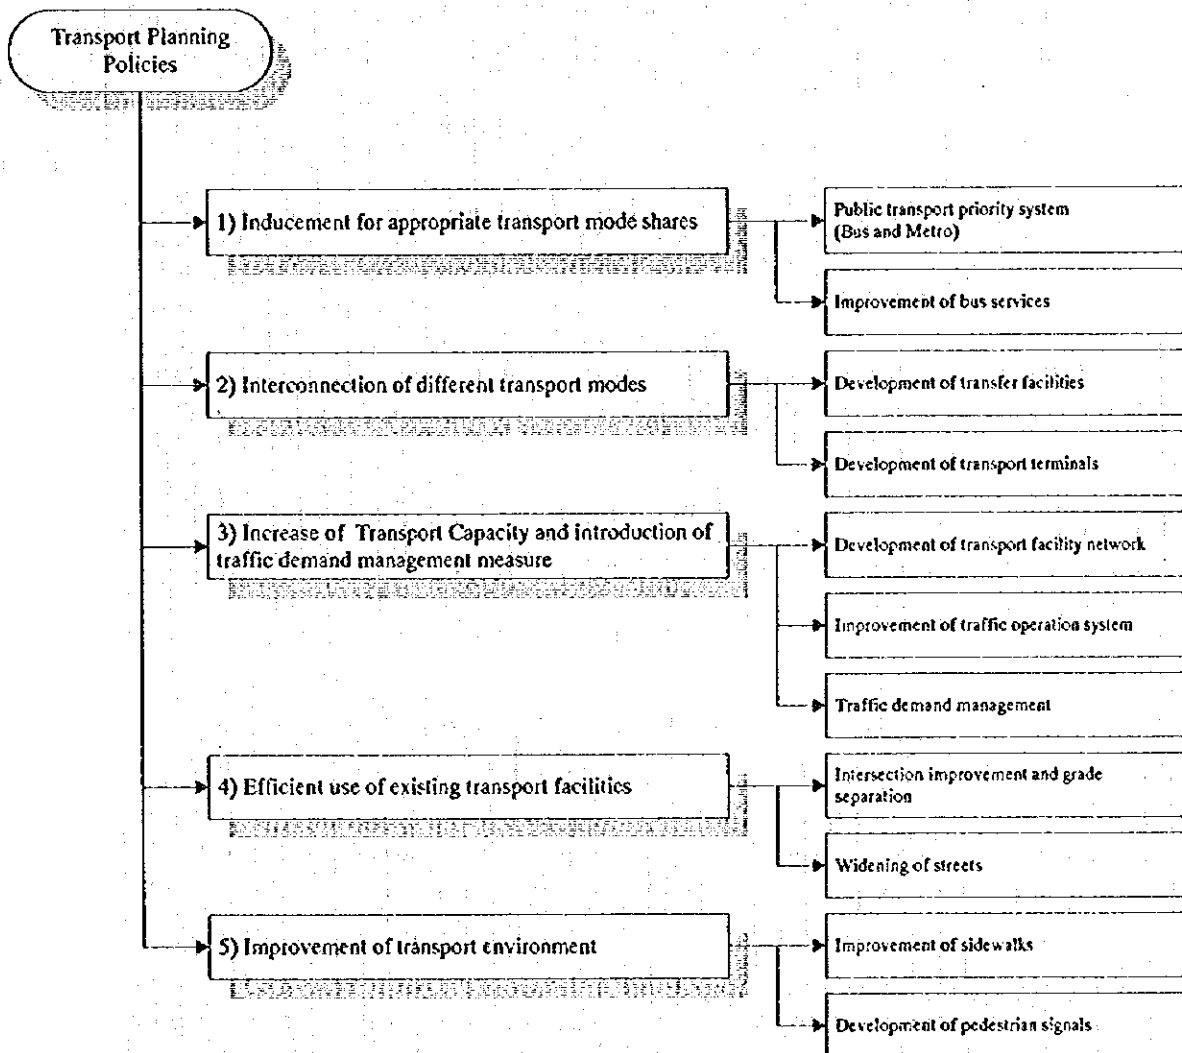 Transport Planning
Policies
1) Inducement for appropriate transport mode shares
Public transport priority system
(Bus and Metro)
Improvement of bus services
2) Interconnection of different transport modes
Development of transfer facilities
Development of transport terminals
3) Increase of Transport Capacity and introduction of
traffic demand management measure
Development of transport facility network
Improvement of traffic operation system
Traffic demand management
4) Efficient use of existing transport facilities
Intersection improvement and grade
separation
Widening of streets
5) Improvement of transport environment
Improvement of sidewalks
Development of pedestrian signals